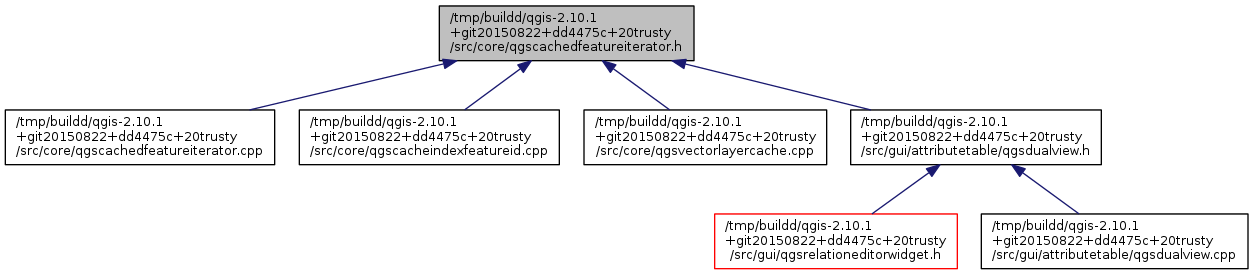 /tmp/buildd/qgis-2.10.1
+git20150822+dd4475c+20trusty
/src/core/qgscachedfeatureiterator.h
/tmp/buildd/qgis-2.10.1
+git20150822+dd4475c+20trusty
/src/core/qgscachedfeatureiterator.cpp
/tmp/buildd/qgis-2.10.1
+git20150822+dd4475c+20trusty
/src/core/qgscacheindexfeatureid.cpp
/tmp/buildd/qgis-2.10.1
+git20150822+dd4475c+20trusty
/src/core/qgsvectorlayercache.cpp
/tmp/buildd/qgis-2.10.1
+git20150822+dd4475c+20trusty
/src/gui/attributetable/qgsdualview.h
/tmp/buildd/qgis-2.10.1
+git20150822+dd4475c+20trusty
/src/gui/qgsrelationeditorwidget.h
/tmp/buildd/qgis-2.10.1
+git20150822+dd4475c+20trusty
/src/gui/attributetable/qgsdualview.cpp